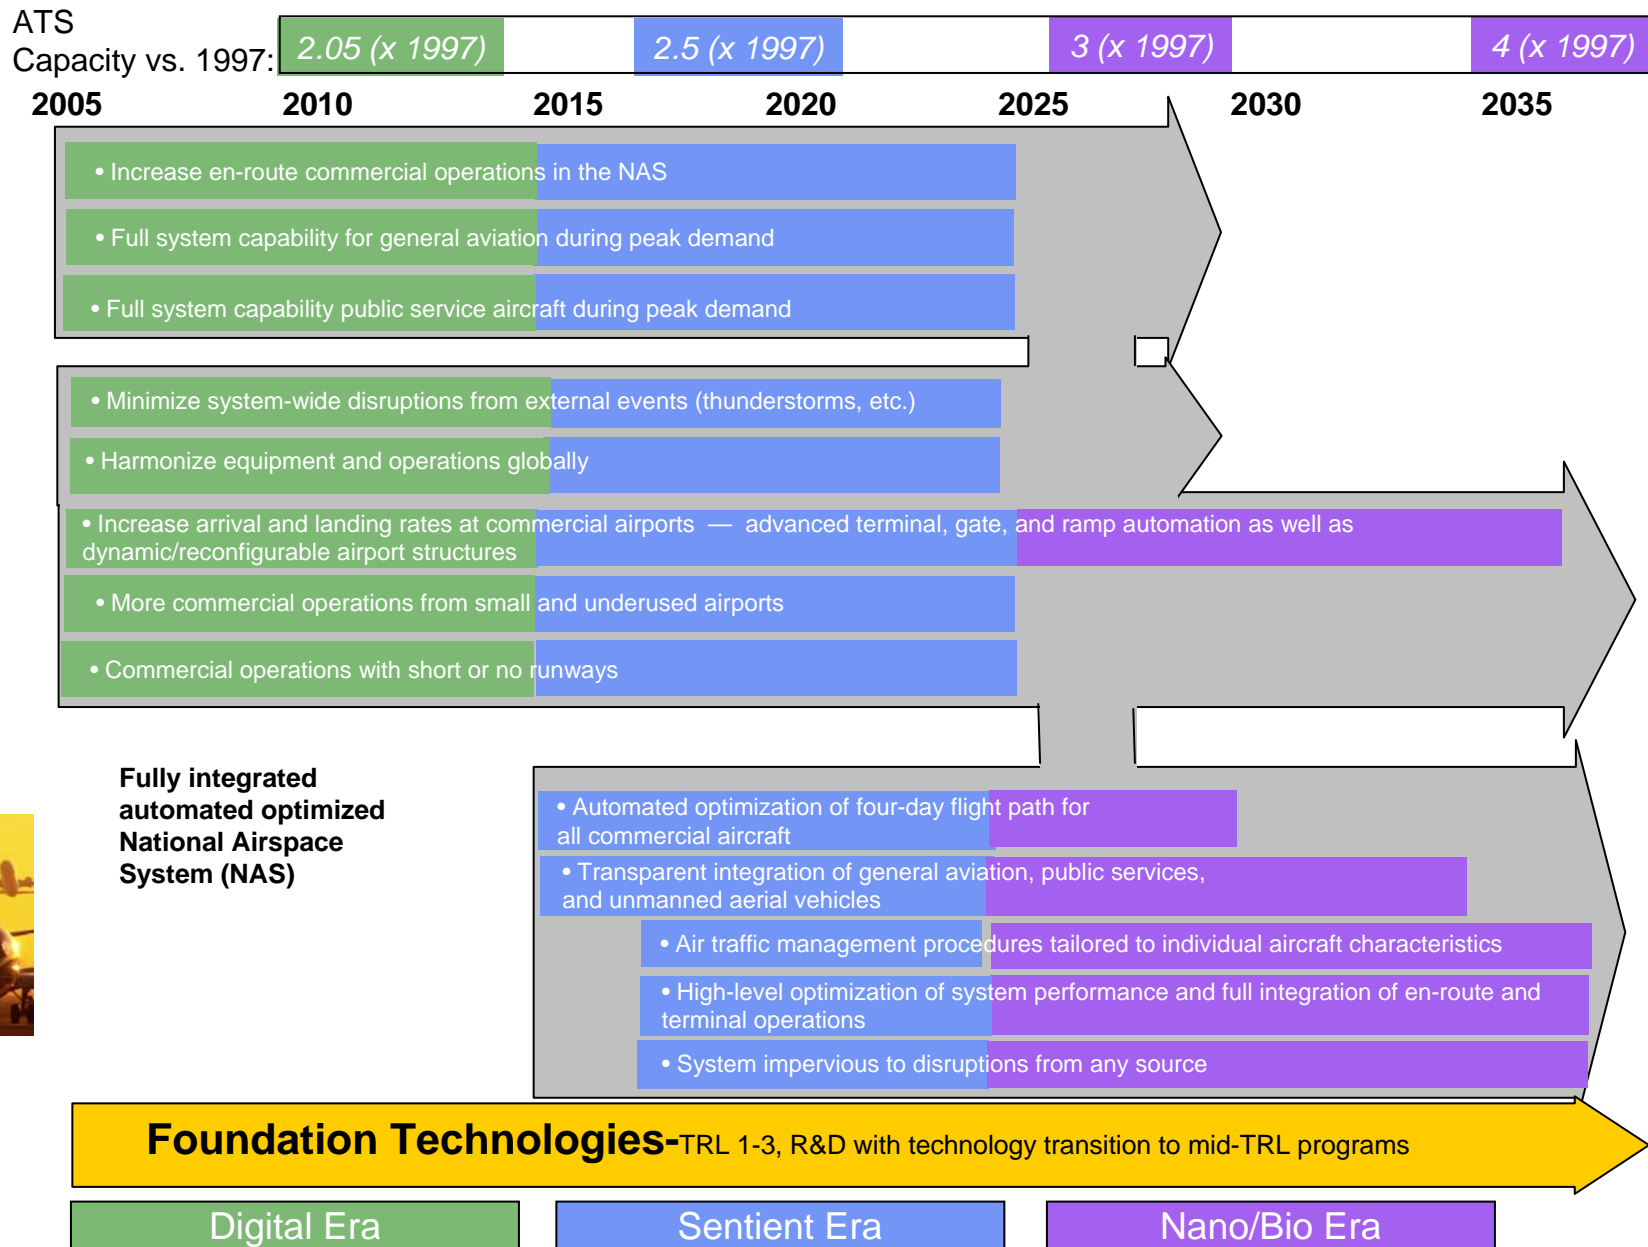 ATS
Capacity vs. 1997:
2.05 (x 1997)
2.5 (x 1997)
3 (x 1997)
4 (x 1997)
2005
2010
2015
2020
2025
2030
2035
• Increase en-route commercial operations in the NAS
• Full system capability for general aviation during peak demand
• Full system capability public service aircraft during peak demand
• Minimize system-wide disruptions from external events (thunderstorms, etc.)
• Harmonize equipment and operations globally
• Increase arrival and landing rates at commercial airports — advanced terminal, gate, and ramp automation as well as
dynamic/reconfigurable airport structures
• More commercial operations from small and underused airports
• Commercial operations with short or no runways
Fully integrated
automated optimized
National Airspace
System (NAS)
• Automated optimization of four-day flight path for
all commercial aircraft
• Transparent integration of general aviation, public services,
and unmanned aerial vehicles
• Air traffic management procedures tailored to individual aircraft characteristics
• High-level optimization of system performance and full integration of en-route and
terminal operations
• System impervious to disruptions from any source
Foundation Technologies-TRL 1-3, R&D with technology transition to mid-TRL programs
Digital Era
Sentient Era
Nano/Bio Era